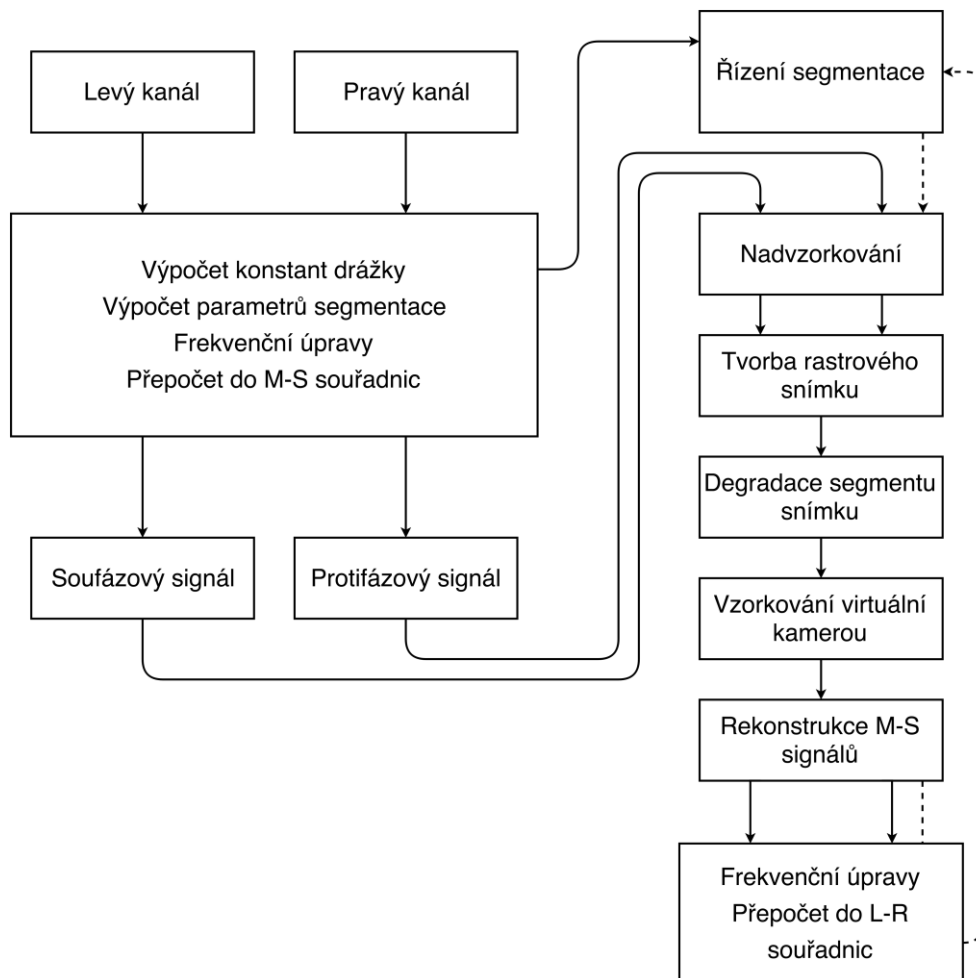 Levý kanál
Pravý kanál
Řízení segmentace
Výpočet konstant drážky
Výpočet parametrů segmentace
Frekvenční úpravy
Přepočet do M-S souřadnic
Soufázový signál
Protifázový signál
Nadvzorkování
Tvorba rastrového
snímku
Degradace segmentu
snímku
Vzorkování virtuální
kamerou
Rekonstrukce M-S
signálů
Frekvenční úpravy
Přepočet do L-R
souřadnic